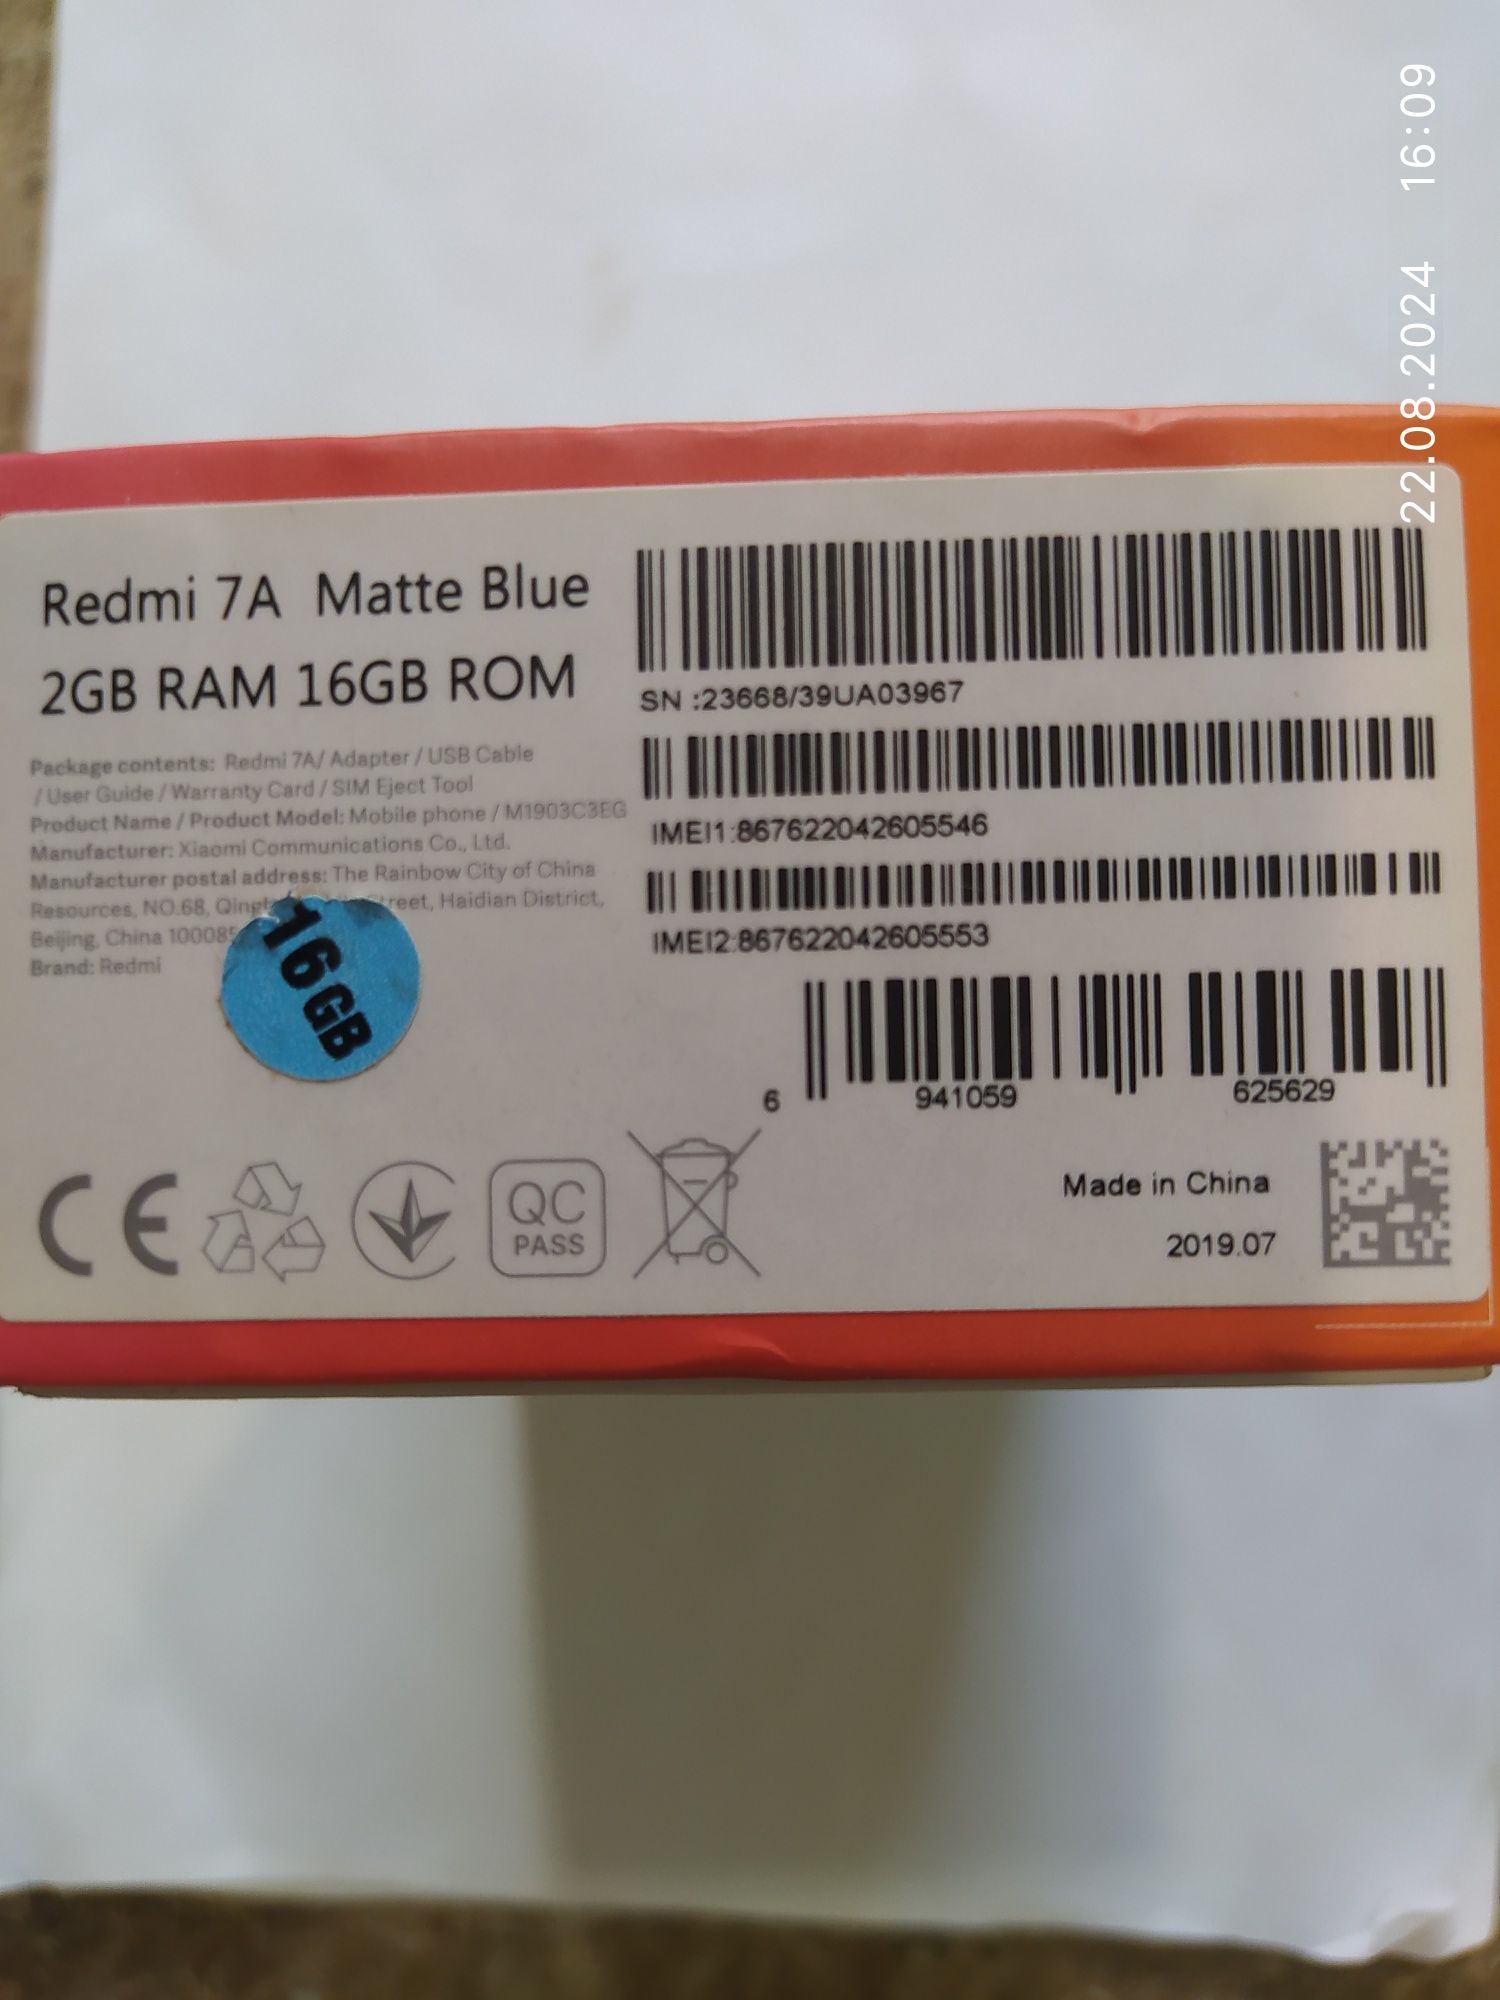 22.08.2024 16:09
Redmi 7A Matte Blue
2GB RAM 16GB ROM
Package contents: Redmi 7A/ Adapter / USB Cable
/ User Guide / Warranty Card / SIM Eject Tool
Product Name / Product Model: Mobile phone / M1903C3EG
Manufacturer: Xiaomi Communications Co., Ltd.
Manufacturer postal address: The Rainbow City of China
Resources, NO.68, Haidian District,
Beijing, China 100085
Brand: Redmi
16GB
SN :23668/39UA03967
IMEI1:867622042605546
IMEI2:867622042605553
6 941059 625629
CE
QC
PASS
Made in China
2019.07